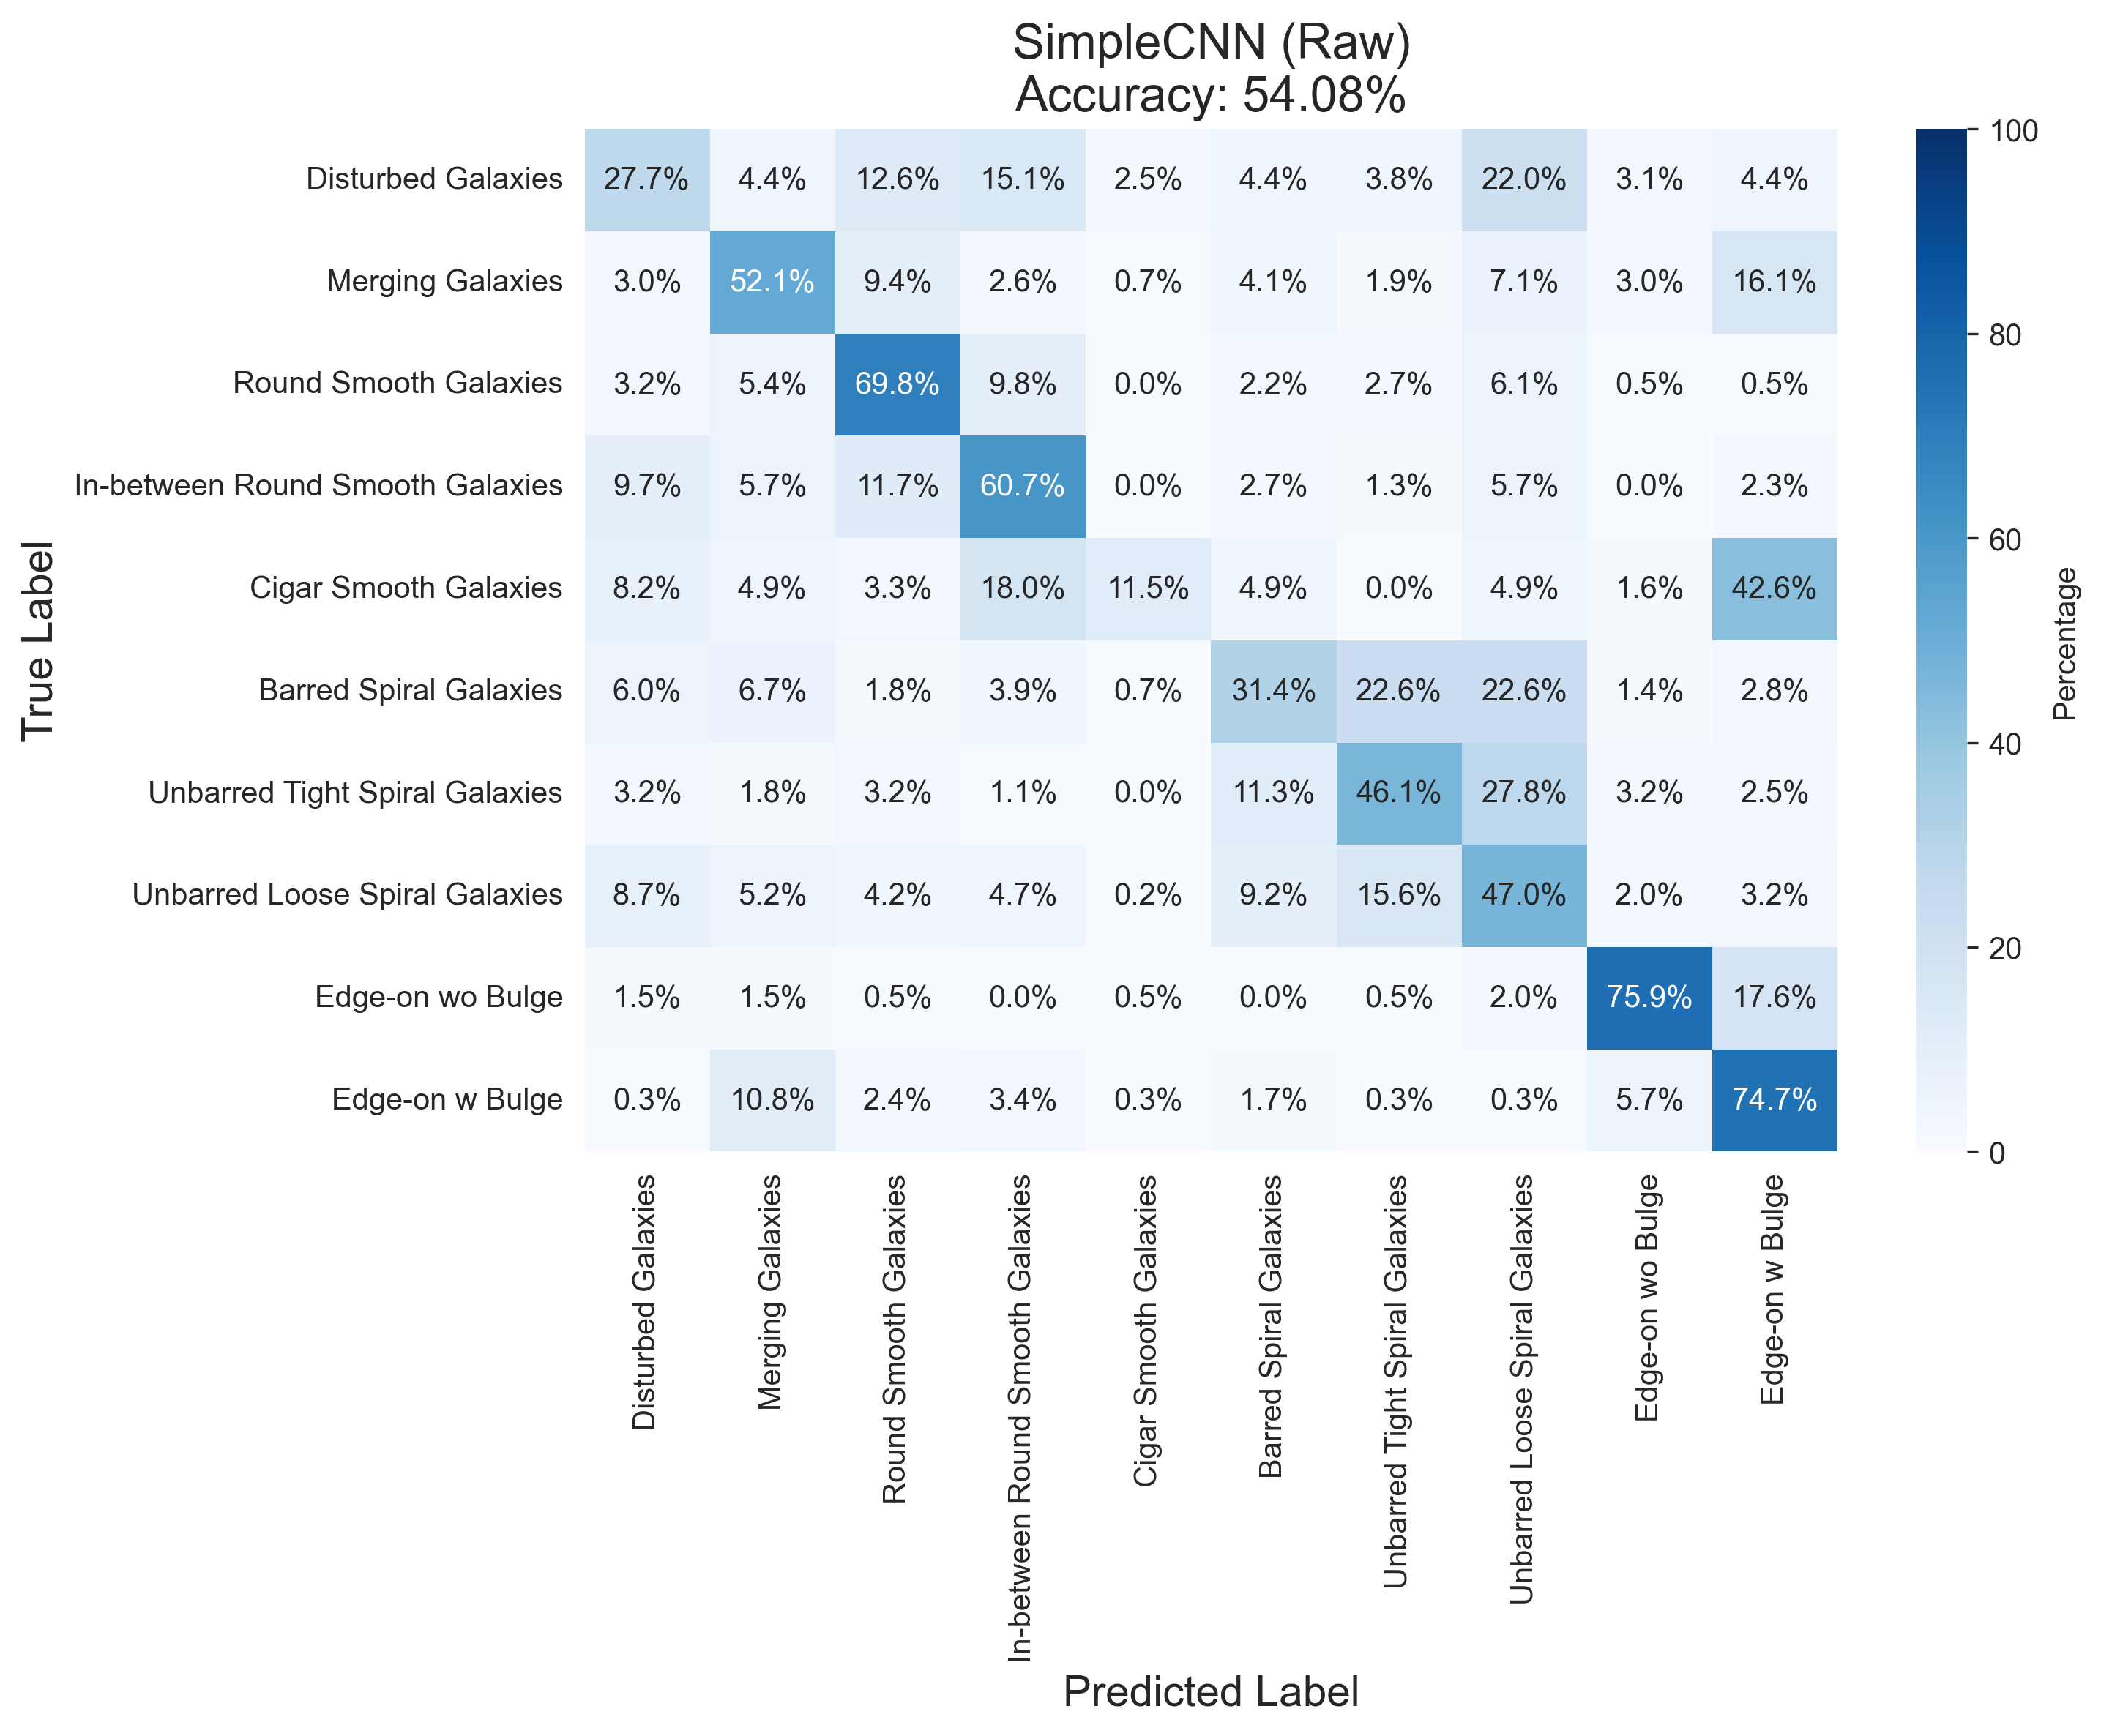 SimpleCNN (Raw)
Accuracy: 54.08%
True Label
Disturbed Galaxies 27.7% 4.4% 12.6% 15.1% 2.5% 4.4% 3.8% 22.0% 3.1% 4.4%
Merging Galaxies 3.0% 52.1% 9.4% 2.6% 0.7% 4.1% 1.9% 7.1% 3.0% 16.1%
Round Smooth Galaxies 3.2% 5.4% 69.8% 9.8% 0.0% 2.2% 2.7% 6.1% 0.5% 0.5%
In-between Round Smooth Galaxies 9.7% 5.7% 11.7% 60.7% 0.0% 2.7% 1.3% 5.7% 0.0% 2.3%
Cigar Smooth Galaxies 8.2% 4.9% 3.3% 18.0% 11.5% 4.9% 0.0% 4.9% 1.6% 42.6%
Barred Spiral Galaxies 6.0% 6.7% 1.8% 3.9% 0.7% 31.4% 22.6% 22.6% 1.4% 2.8%
Unbarred Tight Spiral Galaxies 3.2% 1.8% 3.2% 1.1% 0.0% 11.3% 46.1% 27.8% 3.2% 2.5%
Unbarred Loose Spiral Galaxies 8.7% 5.2% 4.2% 4.7% 0.2% 9.2% 15.6% 47.0% 2.0% 3.2%
Edge-on wo Bulge 1.5% 1.5% 0.5% 0.0% 0.5% 0.0% 0.5% 2.0% 75.9% 17.6%
Edge-on w Bulge 0.3% 10.8% 2.4% 3.4% 0.3% 1.7% 0.3% 0.3% 5.7% 74.7%
Disturbed Galaxies
Merging Galaxies
Round Smooth Galaxies
In-between Round Smooth Galaxies
Cigar Smooth Galaxies
Barred Spiral Galaxies
Unbarred Tight Spiral Galaxies
Unbarred Loose Spiral Galaxies
Edge-on wo Bulge
Edge-on w Bulge
Predicted Label
100
80
60
40
20
0
Percentage